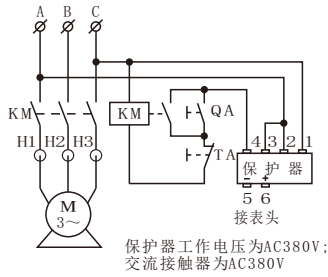 A B C
KM KM QA
H1 H2 H3 TA
4 3 2 1
保护器
- +
M 5 6
3～ 接表头
保护器工作电压为AC380V;
交流接触器为AC380V